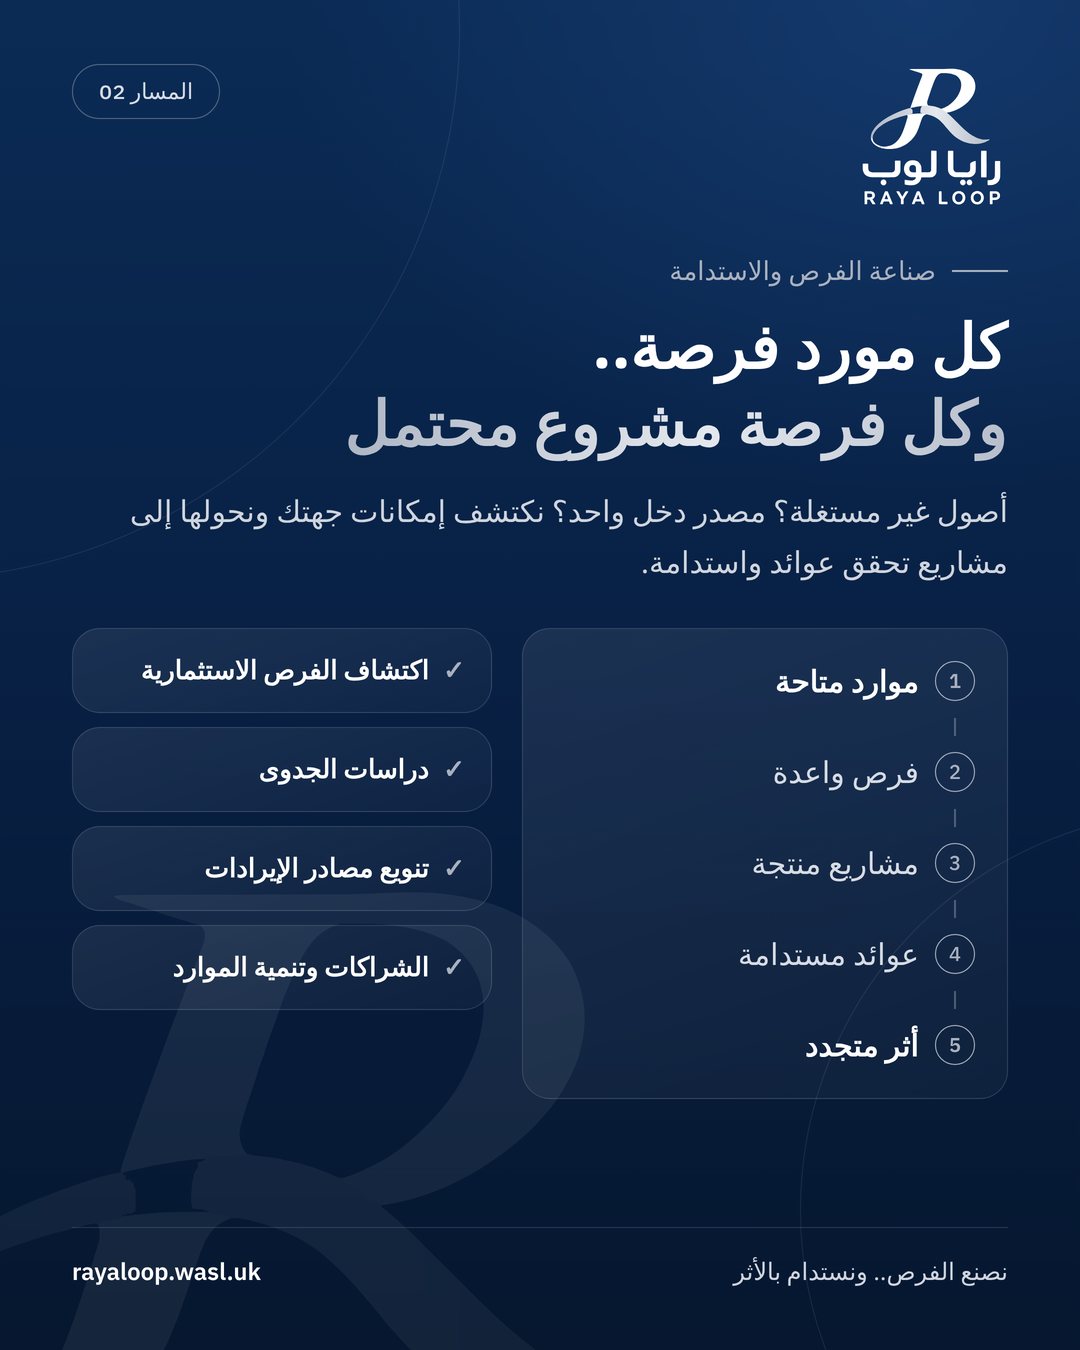 رايا لوب
RAYA LOOP
المسار 02
صناعة الفرص والاستدامة
كل مورد فرصة..
وكل فرصة مشروع محتمل
أصول غير مستغلة؟ مصدر دخل واحد؟ نكتشف إمكانات جهتك ونحولها إلى
مشاريع تحقق عوائد واستدامة.
1 موارد متاحة
2 فرص واعدة
3 مشاريع منتجة
4 عوائد مستدامة
5 أثر متجدد
✓ اكتشاف الفرص الاستثمارية
✓ دراسات الجدوى
✓ تنويع مصادر الإيرادات
✓ الشراكات وتنمية الموارد
نصنع الفرص.. ونستدام بالأثر
rayaloop.wasl.uk